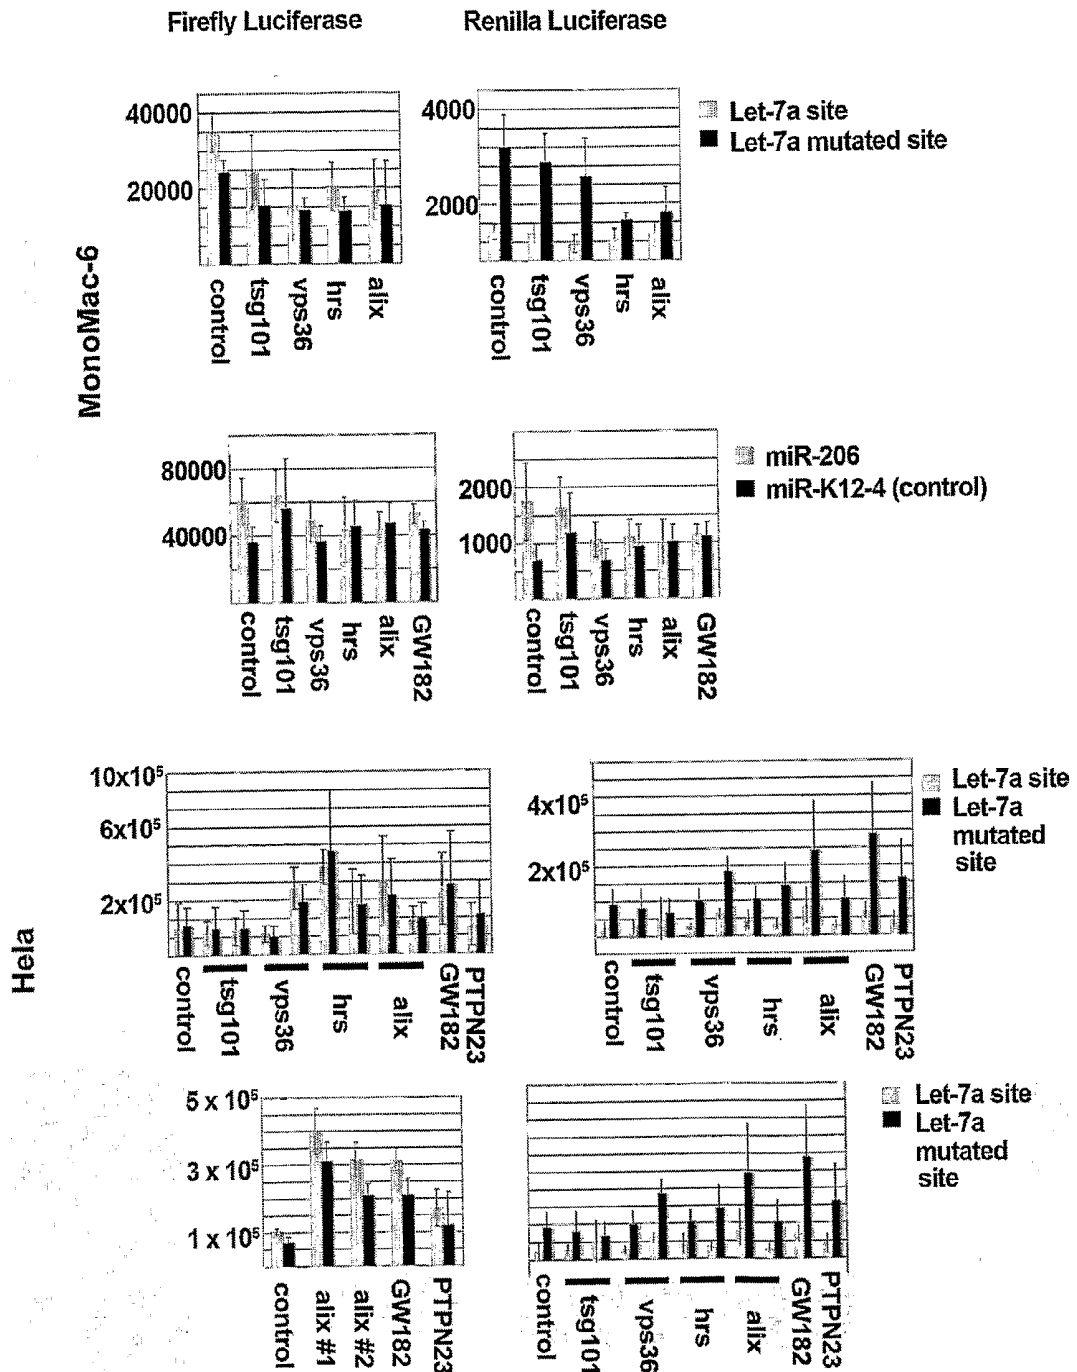 Firefly Luciferase
Renilla Luciferase
MonoMac-6
40000
20000
control
tsg101
vps36
hrs
alix
4000
2000
control
tsg101
vps36
hrs
alix
Let-7a site
Let-7a mutated site
80000
40000
control
tsg101
vps36
hrs
alix
GW182
2000
1000
control
tsg101
vps36
hrs
alix
GW182
miR-206
miR-K12-4 (control)
Hela
10x10⁵
6x10⁵
2x10⁵
control
tsg101
vps36
hrs
alix
GW182
PTPN23
4x10⁵
2x10⁵
control
tsg101
vps36
hrs
alix
GW182
PTPN23
Let-7a site
Let-7a
mutated
site
5 x 10⁵
3 x 10⁵
1 x 10⁵
control
alix #1
alix #2
GW182
PTPN23
control
tsg101
vps36
hrs
alix
GW182
PTPN23
Let-7a site
Let-7a
mutated
site